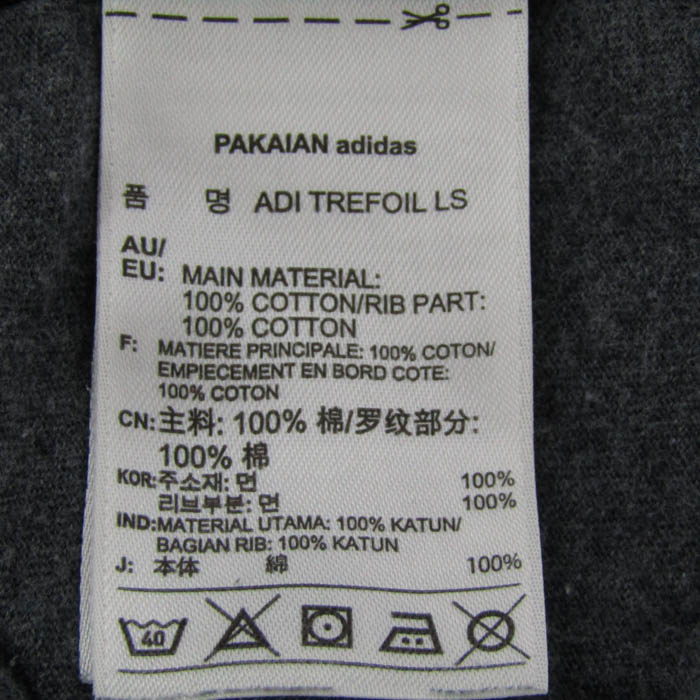 PAKAIAN adidas
품 명 ADI TREFOIL LS
AU/
EU: MAIN MATERIAL:
100% COTTON/RIB PART:
100% COTTON
F: MATIERE PRINCIPALE: 100% COTON/
EMPIECEMENT EN BORD COTE:
100% COTON
CN:主料: 100% 棉/罗纹部分:
100% 棉
KOR:주소재: 면 100%
리브부분: 면 100%
IND:MATERIAL UTAMA: 100% KATUN/
BAGIAN RIB: 100% KATUN
J: 本体 綿 100%
40